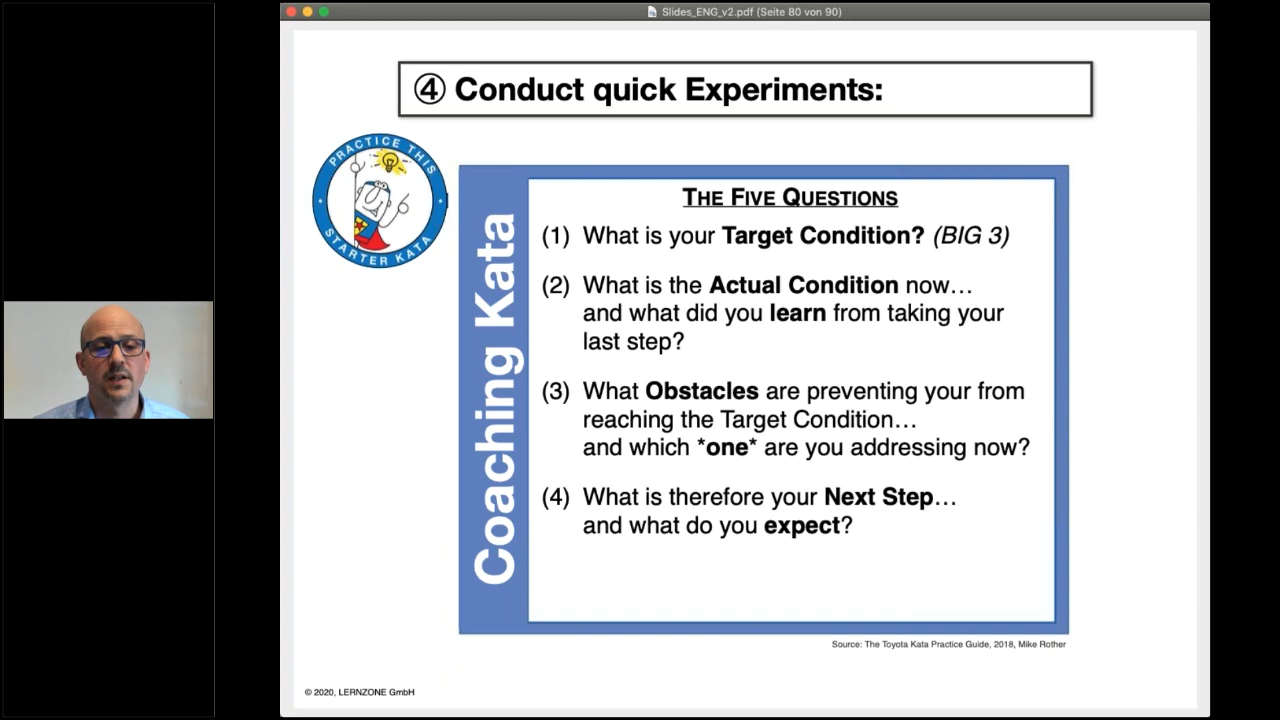 Slides_ENG_v2.pdf (Seite 80 von 90)
④ Conduct quick Experiments:
PRACTICE THIS
STARTER KATA
Coaching Kata
THE FIVE QUESTIONS
(1) What is your Target Condition? (BIG 3)
(2) What is the Actual Condition now…
and what did you learn from taking your
last step?
(3) What Obstacles are preventing your from
reaching the Target Condition…
and which *one* are you addressing now?
(4) What is therefore your Next Step…
and what do you expect?
Source: The Toyota Kata Practice Guide, 2018, Mike Rother
© 2020, LERNZONE GmbH